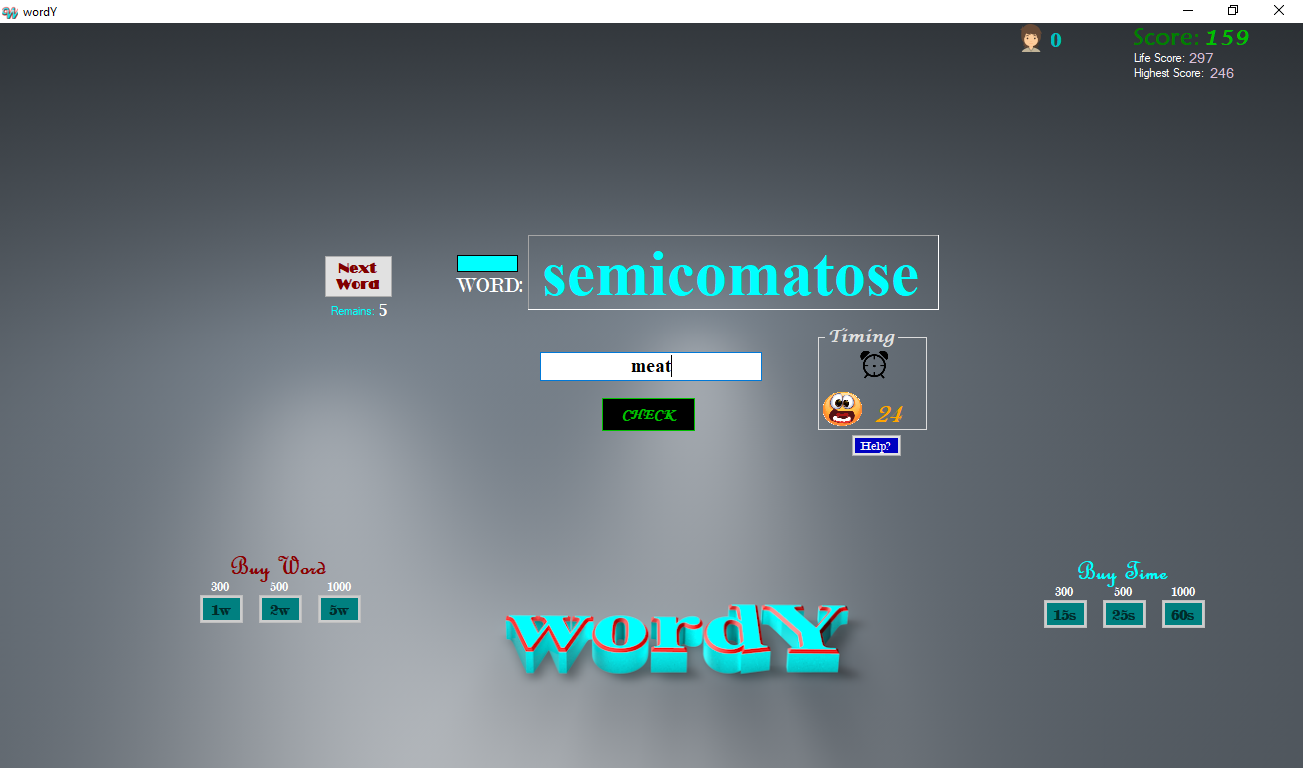 wordY
0
Score: 159
Life Score: 297
Highest Score: 246
Next
Word
Remains: 5
WORD:
semicomatose
meat
CHECK
Timing
24
Help?
Buy Word
300 500 1000
1w 2w 5w
Buy Time
300 500 1000
15s 25s 60s
wordY